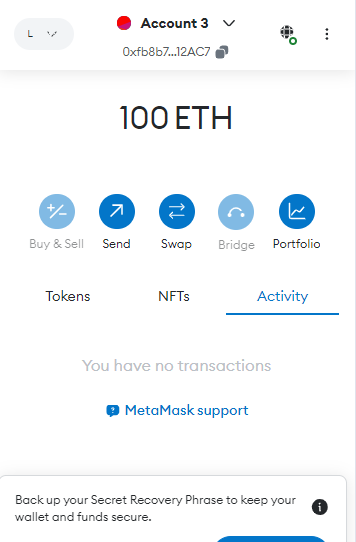 L
Account 3
0xfb8b7...12AC7
100 ETH
Buy & Sell
Send
Swap
Bridge
Portfolio
Tokens
NFTs
Activity
You have no transactions
MetaMask support
Back up your Secret Recovery Phrase to keep your
wallet and funds secure.